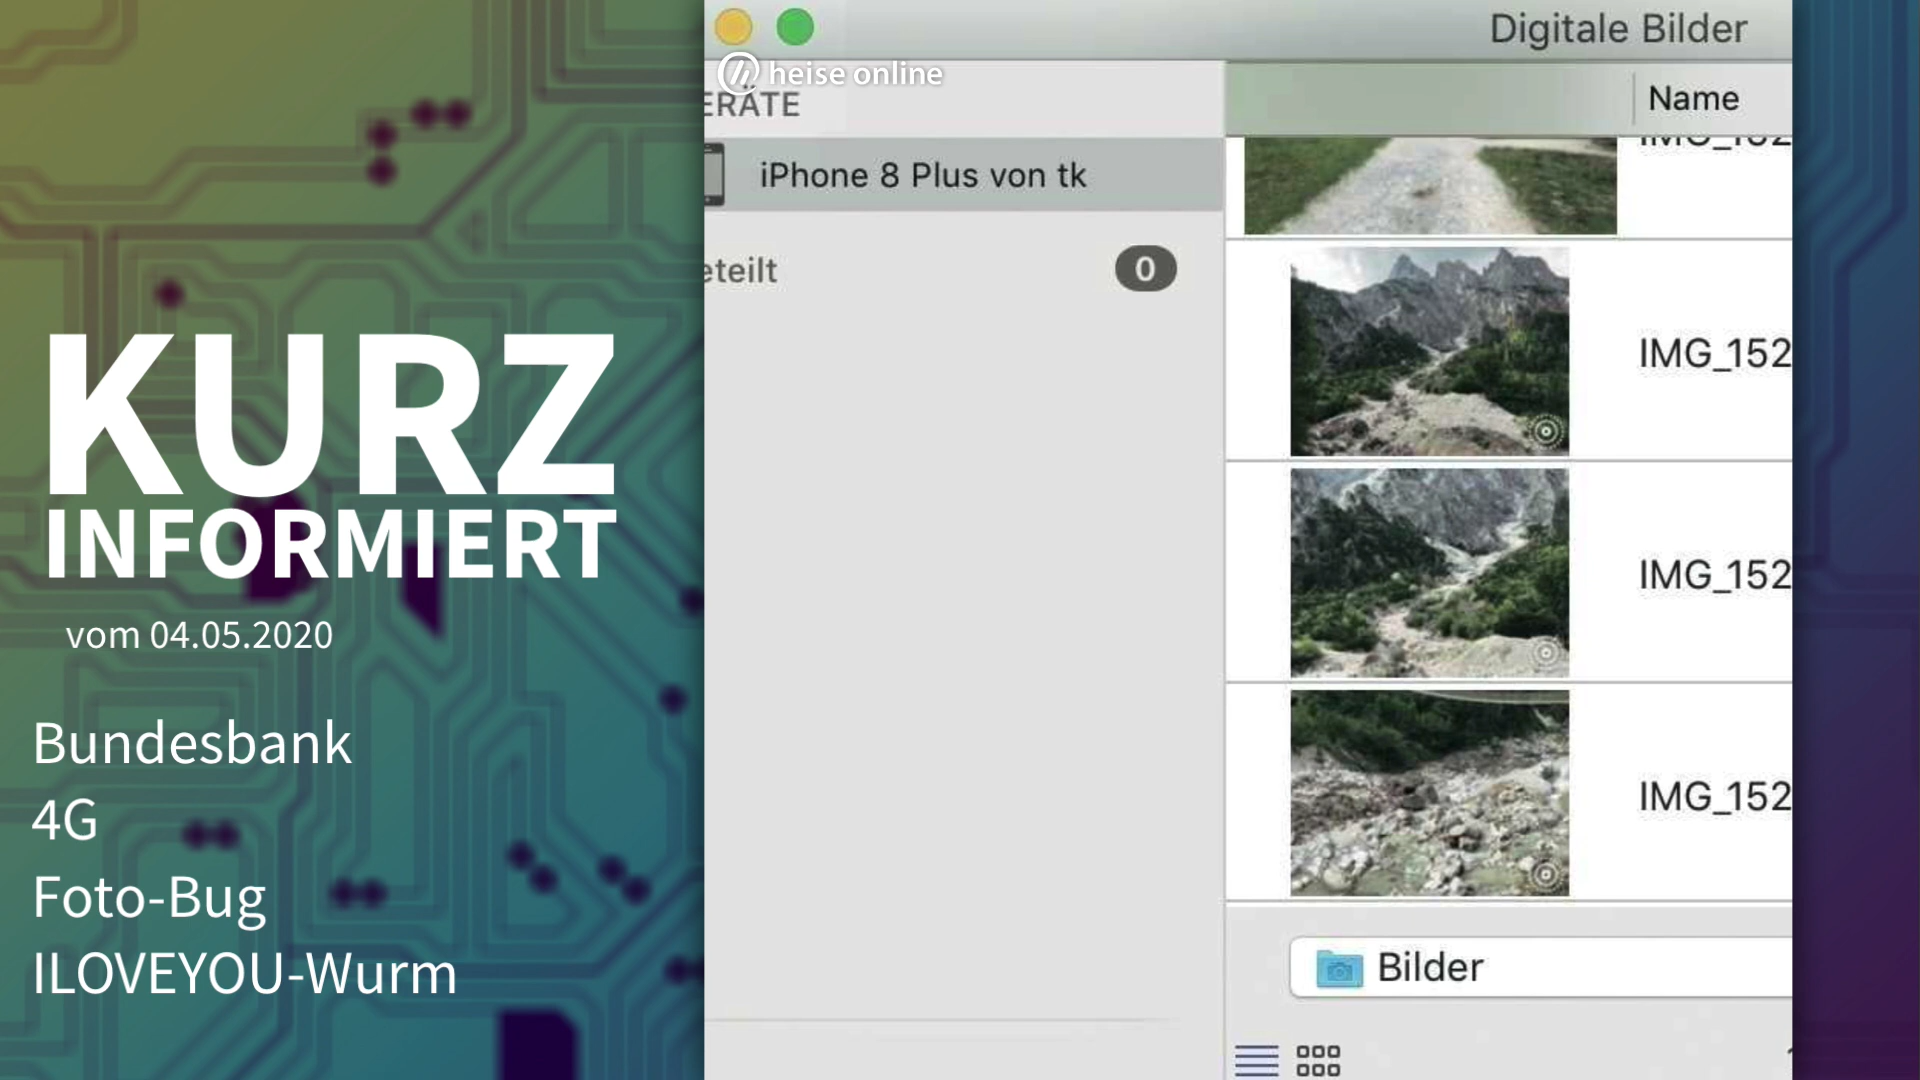 KURZ
INFORMIERT
vom 04.05.2020
Bundesbank
4G
Foto-Bug
ILOVEYOU-Wurm
Digitale Bilder
heise online
ERÄTE
Name
iPhone 8 Plus von tk
eteilt
0
IMG_152
IMG_152
IMG_152
Bilder